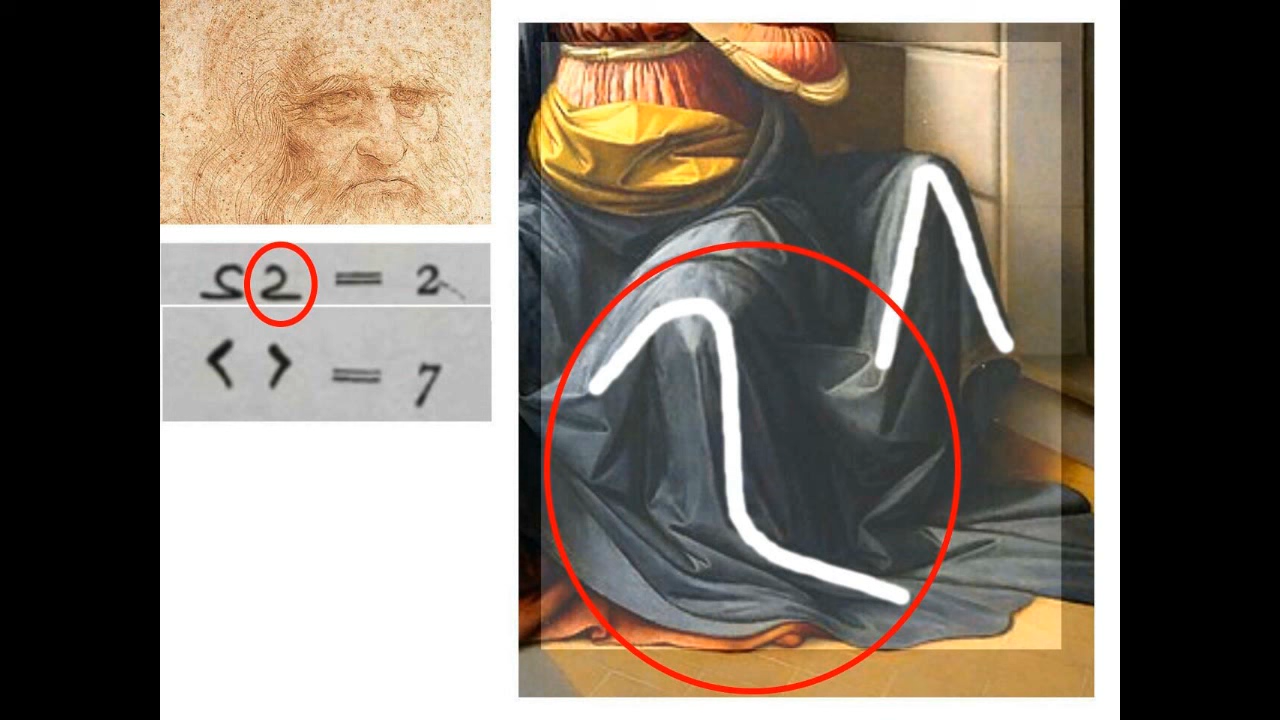 S S = 2
< > = 7